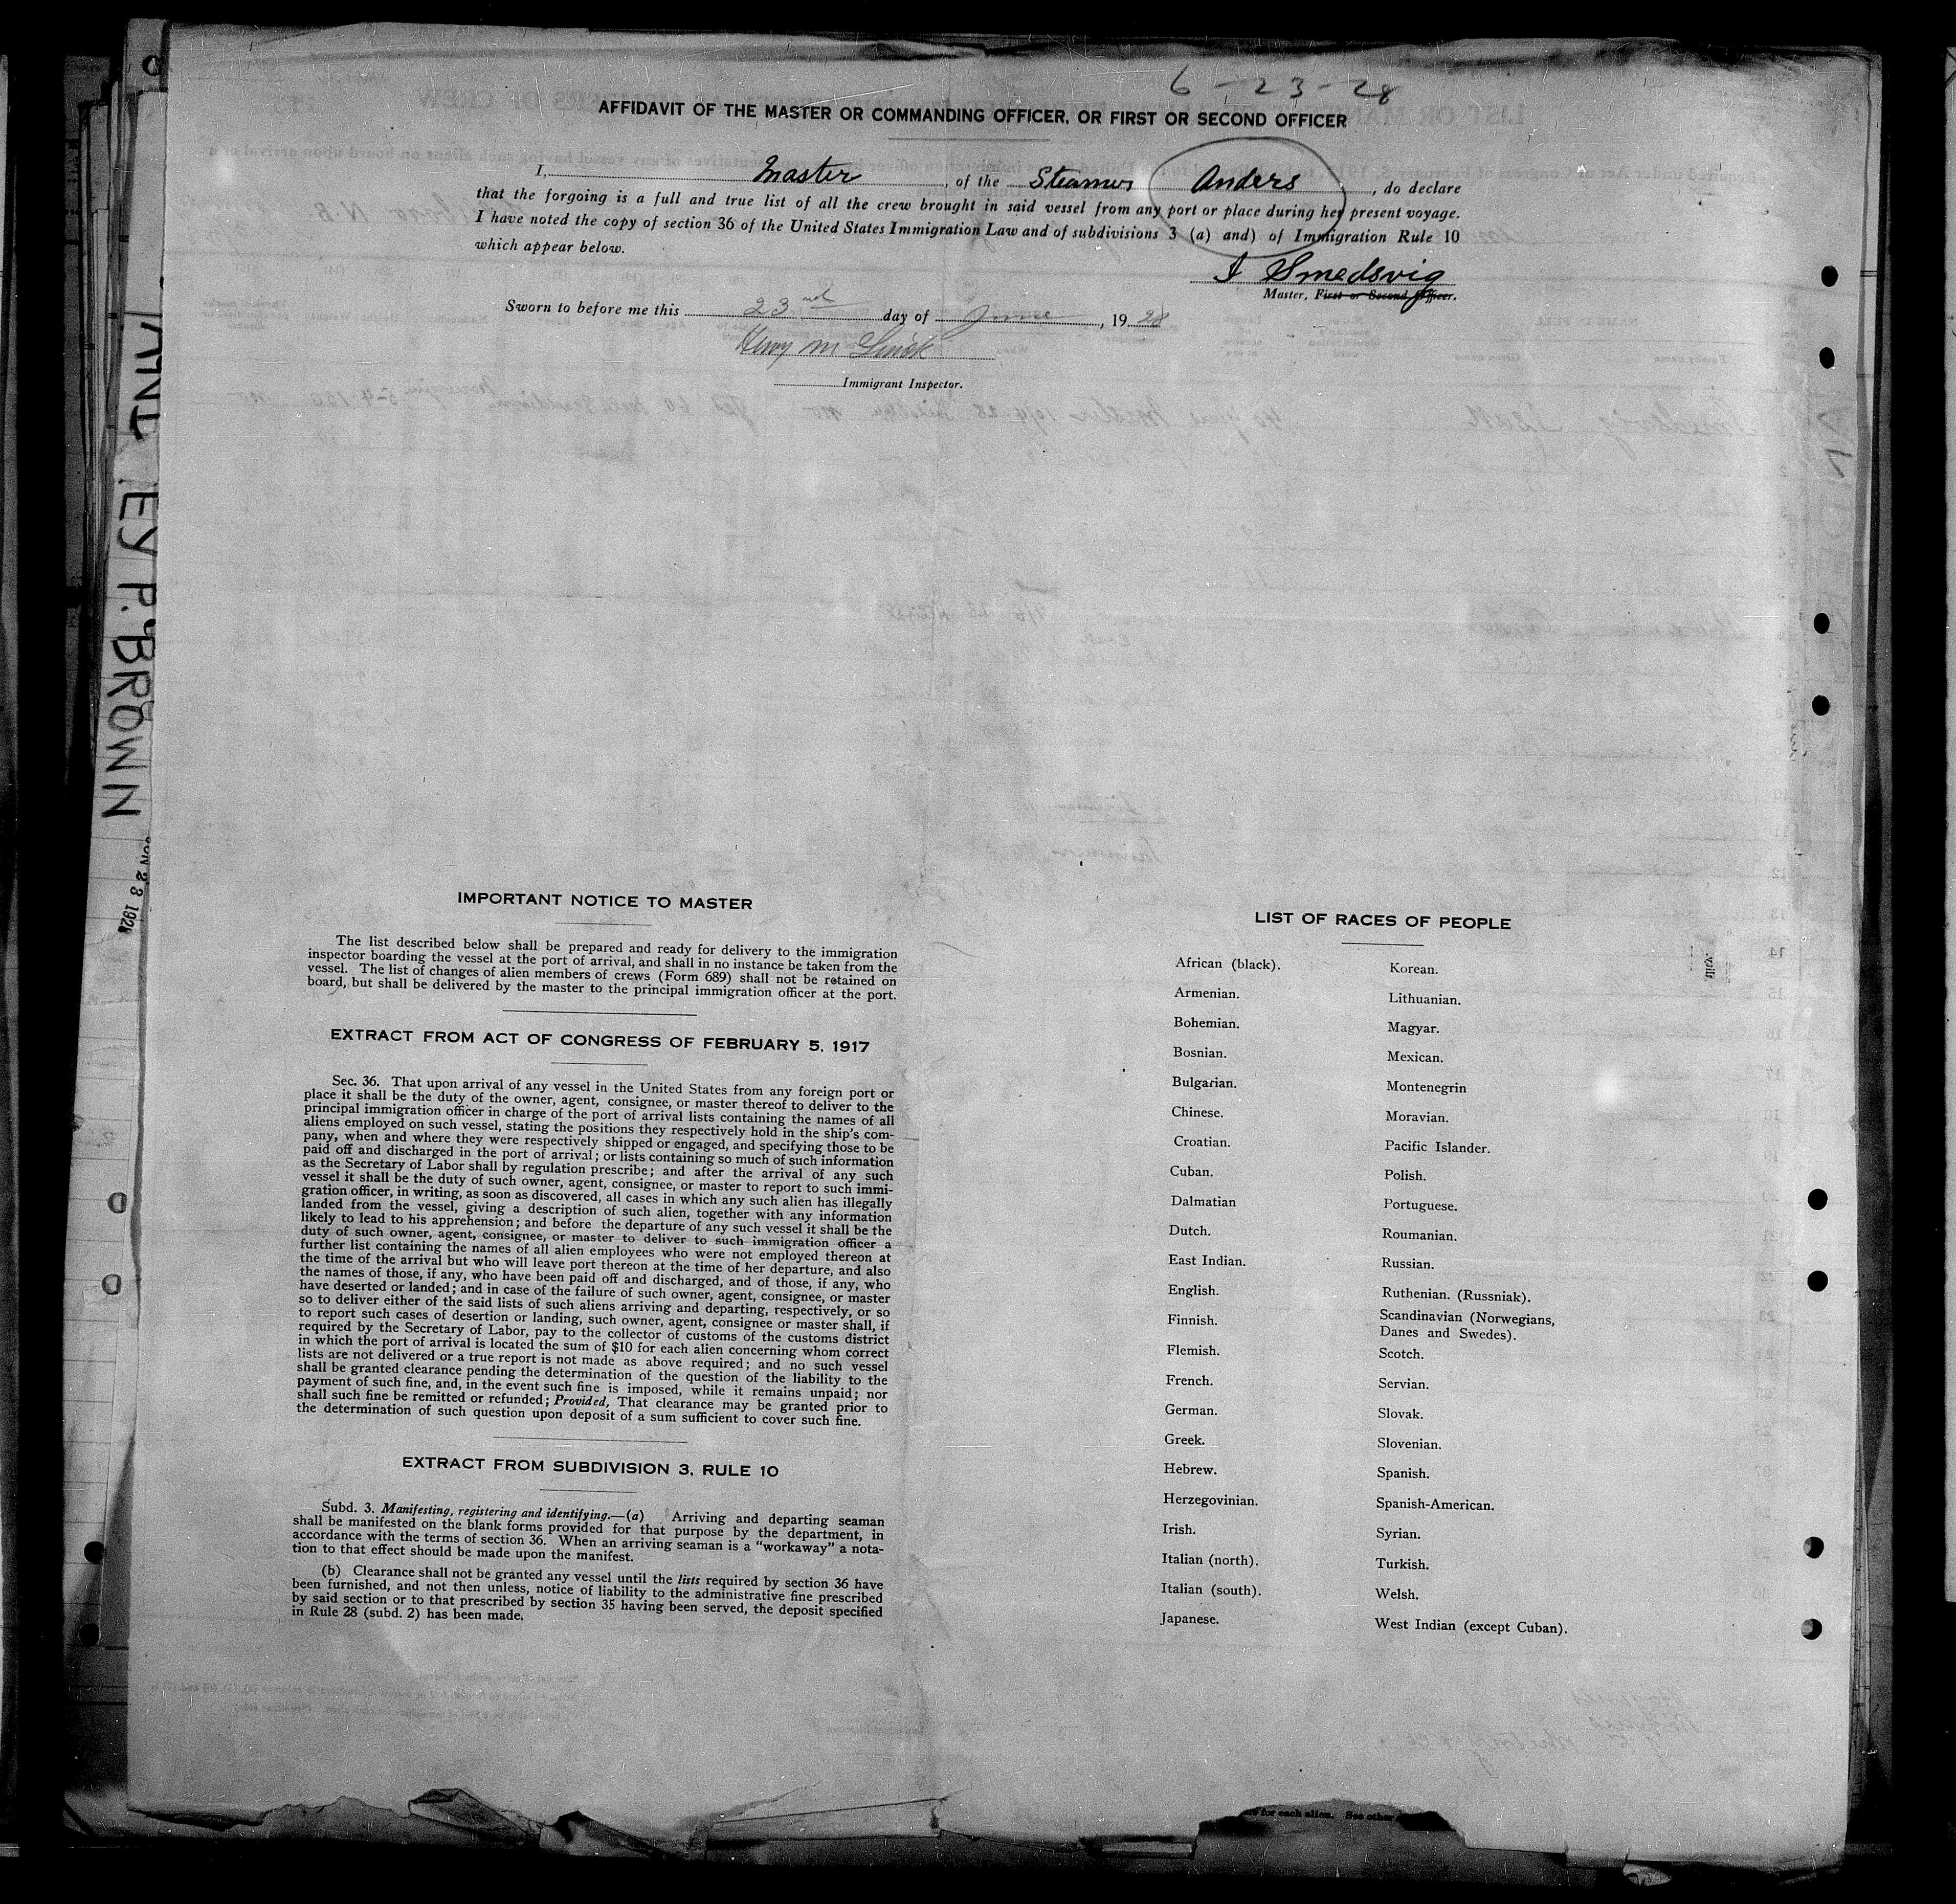 6-23-28
AFFIDAVIT OF THE MASTER OR COMMANDING OFFICER, OR FIRST OR SECOND OFFICER
I, Master, of the Steamer Anders, do declare
that the forgoing is a full and true list of all the crew brought in said vessel from any port or place during her present voyage.
I have noted the copy of section 36 of the United States Immigration Law and of subdivisions 3 (a) and) of Immigration Rule 10
which appear below.
I Smedsvig
Master, First or Second Officer.
Sworn to before me this 23rd day of June, 1928
Henry M
Immigrant Inspector.
EY P. BROWN
IMPORTANT NOTICE TO MASTER
The list described below shall be prepared and ready for delivery to the immigration
inspector boarding the vessel at the port of arrival, and shall in no instance be taken from the
vessel. The list of changes of alien members of crews (Form 689) shall not be retained on
board, but shall be delivered by the master to the principal immigration officer at the port.
EXTRACT FROM ACT OF CONGRESS OF FEBRUARY 5, 1917
Sec. 36. That upon arrival of any vessel in the United States from any foreign port or
place it shall be the duty of the owner, agent, consignee, or master thereof to deliver to the
principal immigration officer in charge of the port of arrival lists containing the names of all
aliens employed on such vessel, stating the positions they respectively hold in the ship's com-
pany, when and where they were respectively shipped or engaged, and specifying those to be
paid off and discharged in the port of arrival; or lists containing so much of such information
as the Secretary of Labor shall by regulation prescribe; and after the arrival of any such
vessel it shall be the duty of such owner, agent, consignee, or master to report to such immi-
gration officer, in writing, as soon as discovered, all cases in which any such alien has illegally
landed from the vessel, giving a description of such alien, together with any information
likely to lead to his apprehension; and before the departure of any such vessel it shall be the
duty of such owner, agent, consignee, or master to deliver to such immigration officer a
further list containing the names of all alien employees who were not employed thereon at
the time of the arrival but who will leave port thereon at the time of her departure, and also
the names of those, if any, who have been paid off and discharged, and of those, if any, who
have deserted or landed; and in case of the failure of such owner, agent, consignee, or master
so to deliver either of the said lists of such aliens arriving and departing, respectively, or so
to report such cases of desertion or landing, such owner, agent, consignee or master shall, if
required by the Secretary of Labor, pay to the collector of customs of the customs district
in which the port of arrival is located the sum of $10 for each alien concerning whom correct
lists are not delivered or a true report is not made as above required; and no such vessel
shall be granted clearance pending the determination of the question of the liability to the
payment of such fine, and, in the event such fine is imposed, while it remains unpaid; nor
shall such fine be remitted or refunded; Provided, That clearance may be granted prior to
the determination of such question upon deposit of a sum sufficient to cover such fine.
EXTRACT FROM SUBDIVISION 3, RULE 10
Subd. 3. Manifesting, registering and identifying.—(a) Arriving and departing seaman
shall be manifested on the blank forms provided for that purpose by the department, in
accordance with the terms of section 36. When an arriving seaman is a "workaway" a nota-
tion to that effect should be made upon the manifest.
(b) Clearance shall not be granted any vessel until the lists required by section 36 have
been furnished, and not then unless, notice of liability to the administrative fine prescribed
by said section or to that prescribed by section 35 having been served, the deposit specified
in Rule 28 (subd. 2) has been made.
LIST OF RACES OF PEOPLE
African (black). Korean.
Armenian. Lithuanian.
Bohemian. Magyar.
Bosnian. Mexican.
Bulgarian. Montenegrin
Chinese. Moravian.
Croatian. Pacific Islander.
Cuban. Polish.
Dalmatian Portuguese.
Dutch. Roumanian.
East Indian. Russian.
English. Ruthenian. (Russniak).
Finnish. Scandinavian (Norwegians,
Danes and Swedes).
Flemish. Scotch.
French. Servian.
German. Slovak.
Greek. Slovenian.
Hebrew. Spanish.
Herzegovinian. Spanish-American.
Irish. Syrian.
Italian (north). Turkish.
Italian (south). Welsh.
Japanese. West Indian (except Cuban).
for each alien. See other